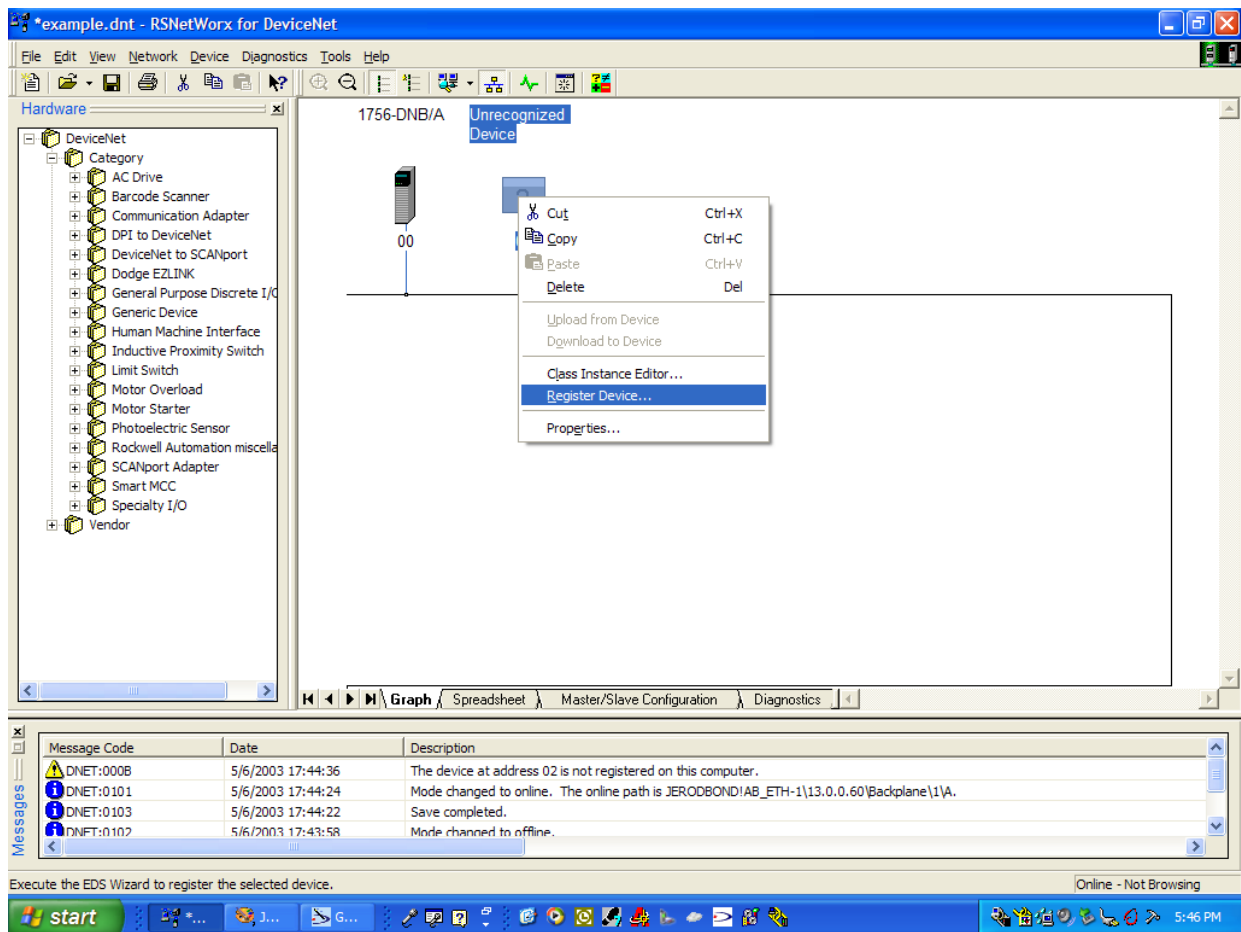 *example.dnt - RSNetWorx for DeviceNet
File Edit View Network Device Diagnostics Tools Help
Hardware
DeviceNet
Category
AC Drive
Barcode Scanner
Communication Adapter
DPI to DeviceNet
DeviceNet to SCANport
Dodge EZLINK
General Purpose Discrete I/O
Generic Device
Human Machine Interface
Inductive Proximity Switch
Limit Switch
Motor Overload
Motor Starter
Photoelectric Sensor
Rockwell Automation miscella
SCANport Adapter
Smart MCC
Specialty I/O
Vendor
1756-DNB/A
Unrecognized
Device
00
Cut Ctrl+X
Copy Ctrl+C
Paste Ctrl+V
Delete Del
Upload from Device
Download to Device
Class Instance Editor...
Register Device...
Properties...
Graph Spreadsheet Master/Slave Configuration Diagnostics
Messages
Message Code Date Description
DNET:000B 5/6/2003 17:44:36 The device at address 02 is not registered on this computer.
DNET:0101 5/6/2003 17:44:24 Mode changed to online. The online path is JERODBOND!AB_ETH-1\13.0.0.60\Backplane\1\A.
DNET:0103 5/6/2003 17:44:22 Save completed.
DNET:0102 5/6/2003 17:43:58 Mode changed to offline.
Execute the EDS Wizard to register the selected device.
Online - Not Browsing
start *... J... G... 5:46 PM